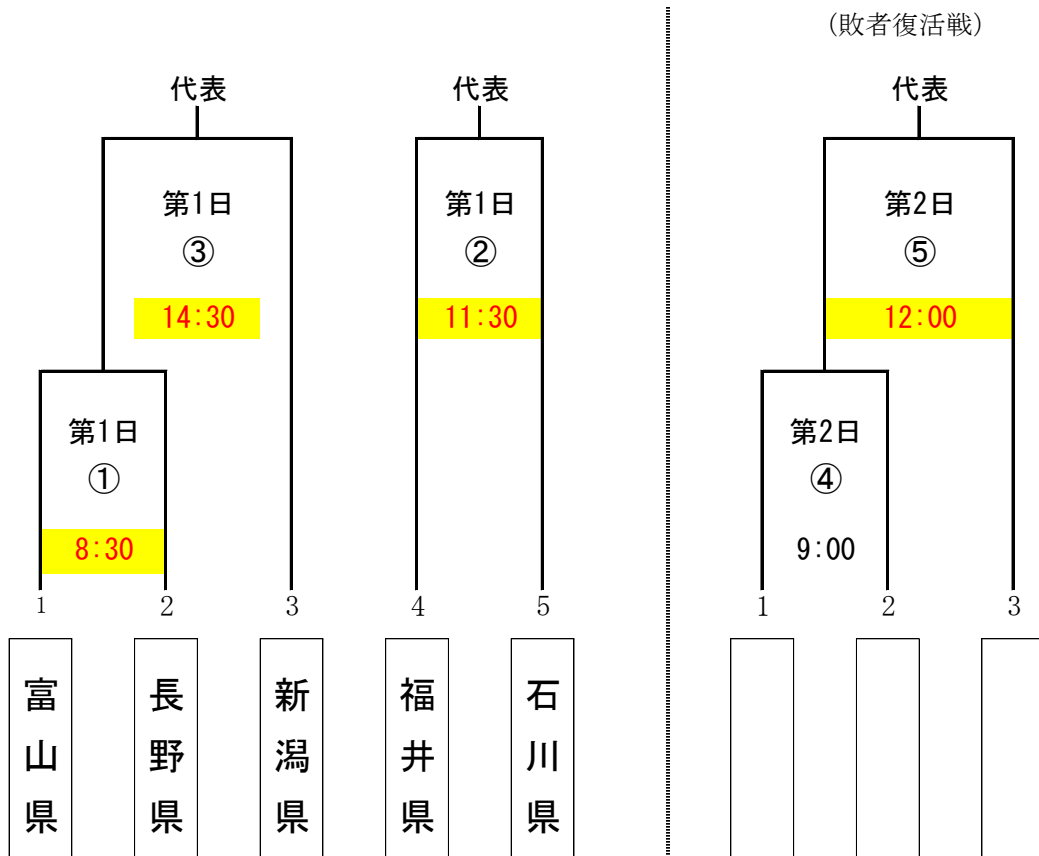 (敗者復活戦)
代表
代表
代表
第1日
③
14:30
第1日
②
11:30
第2日
⑤
12:00
第1日
①
8:30
第2日
④
9:00
1
2
3
4
5
1
2
3
富山県
長野県
新潟県
福井県
石川県